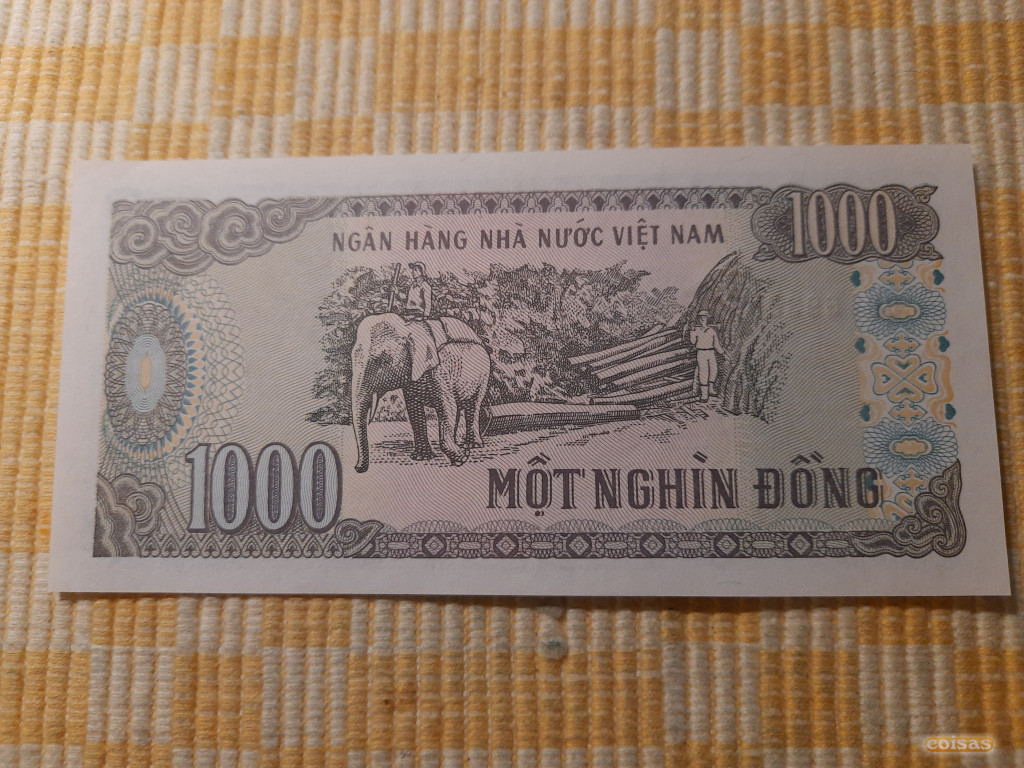 NGÂN HÀNG NHÀ NƯỚC VIỆT NAM
1000
1000
MỘT NGHÌN ĐỒNG
coisas